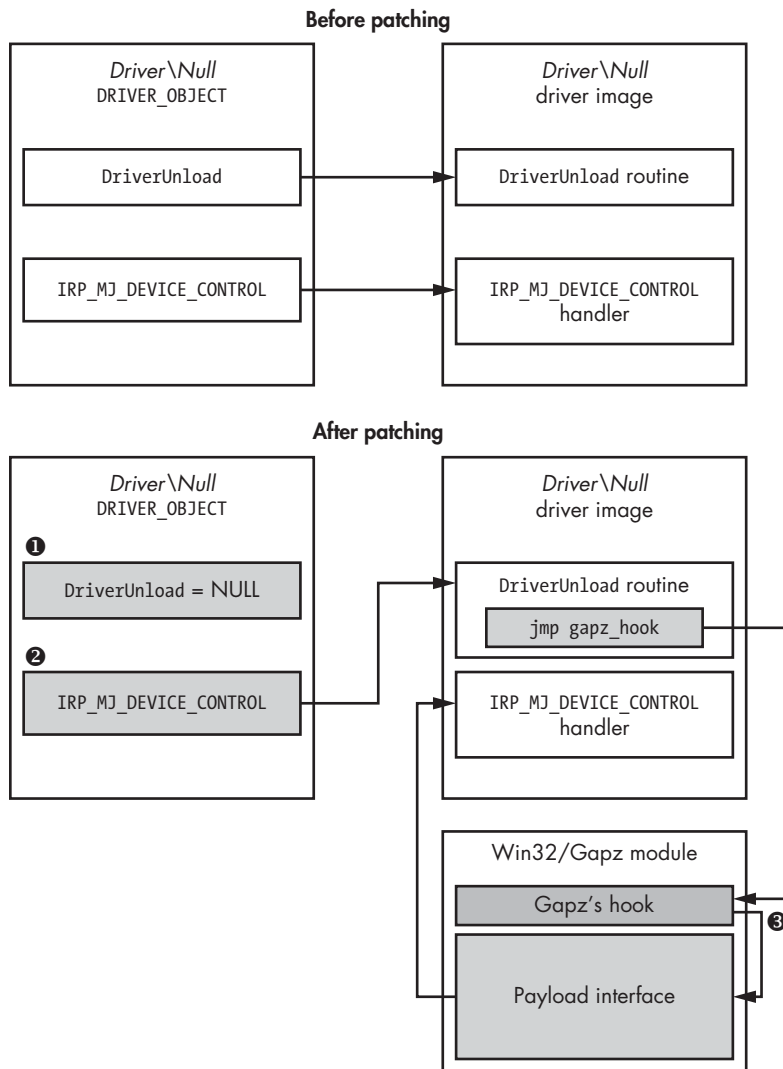 Before patching
Driver\Null
DRIVER_OBJECT
DriverUnload
IRP_MJ_DEVICE_CONTROL
Driver\Null
driver image
DriverUnload routine
IRP_MJ_DEVICE_CONTROL
handler
After patching
Driver\Null
DRIVER_OBJECT
❶
DriverUnload = NULL
❷
IRP_MJ_DEVICE_CONTROL
Driver\Null
driver image
DriverUnload routine
jmp gapz_hook
IRP_MJ_DEVICE_CONTROL
handler
Win32/Gapz module
Gapz's hook
❸
Payload interface